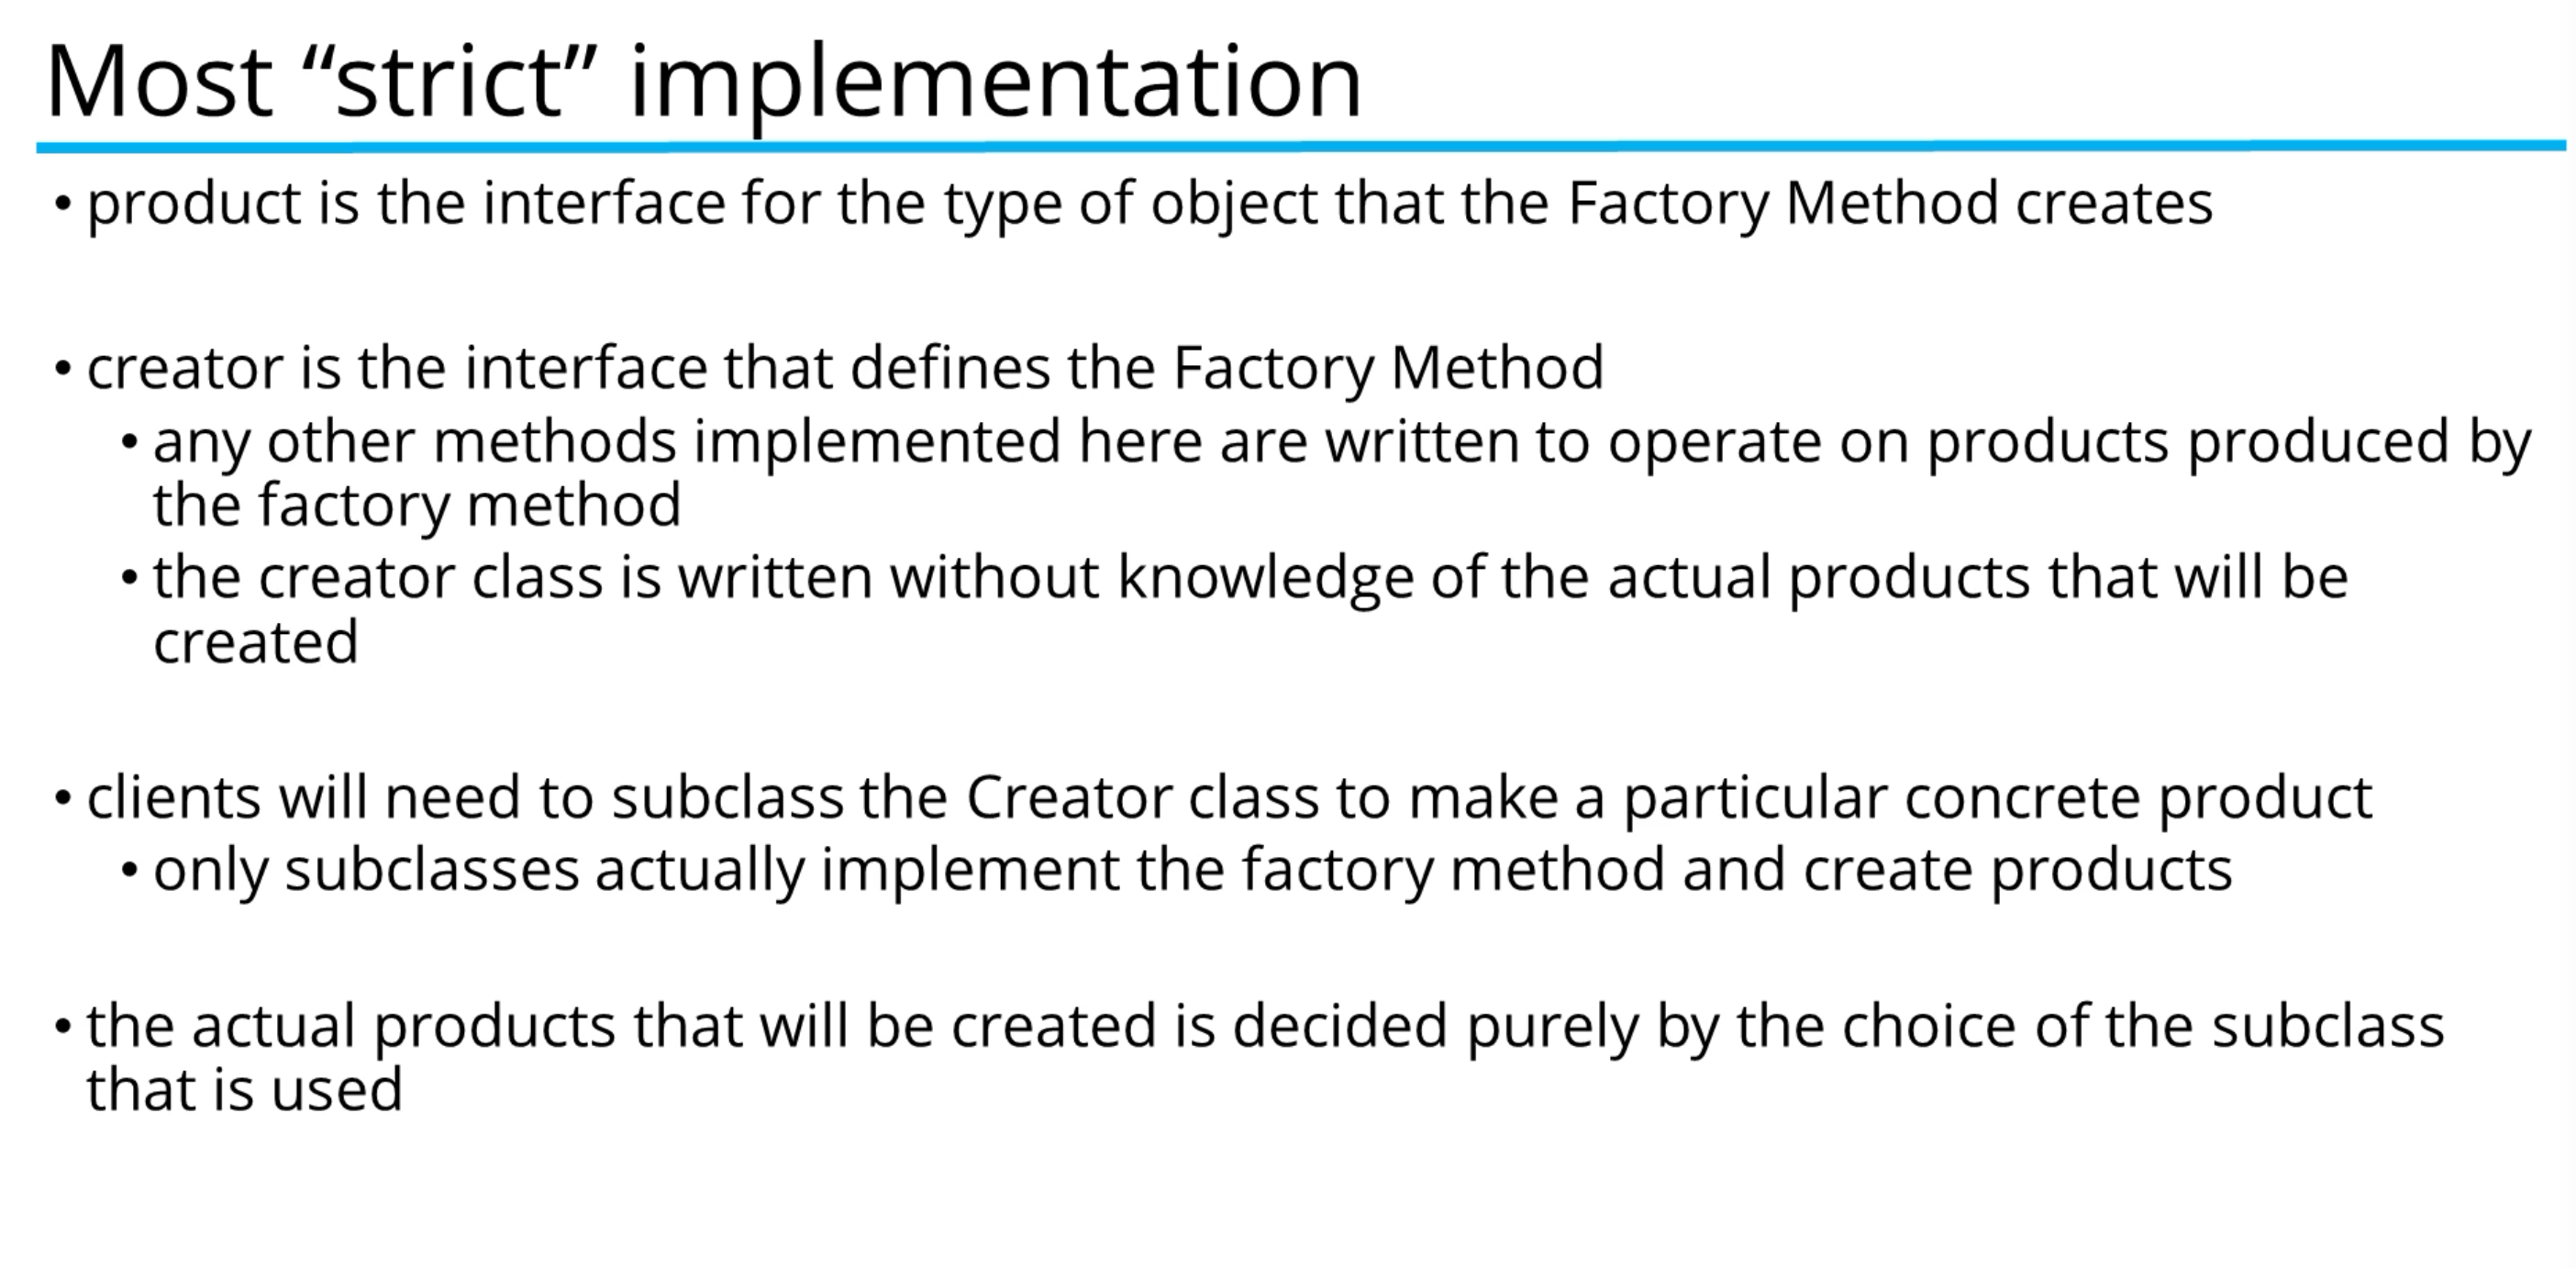 Most “strict” implementation
• product is the interface for the type of object that the Factory Method creates
• creator is the interface that defines the Factory Method
• any other methods implemented here are written to operate on products produced by
the factory method
• the creator class is written without knowledge of the actual products that will be
created
• clients will need to subclass the Creator class to make a particular concrete product
• only subclasses actually implement the factory method and create products
• the actual products that will be created is decided purely by the choice of the subclass
that is used